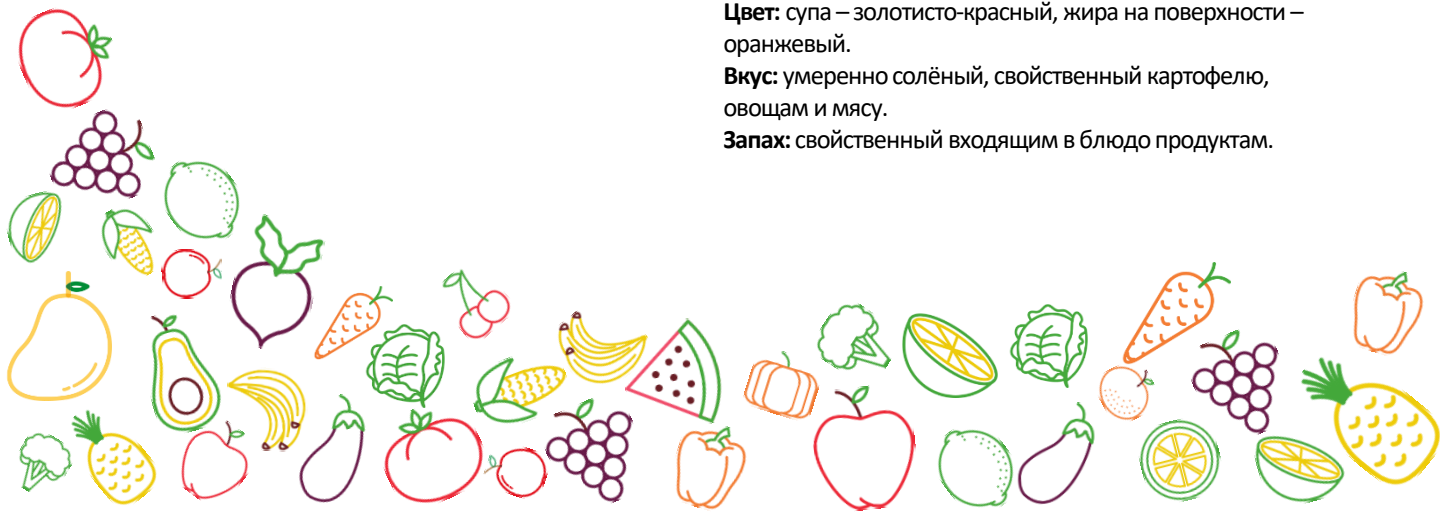 Цвет: супа – золотисто-красный, жира на поверхности –
оранжевый.
Вкус: умеренно солёный, свойственный картофелю,
овощам и мясу.
Запах: свойственный входящим в блюдо продуктам.